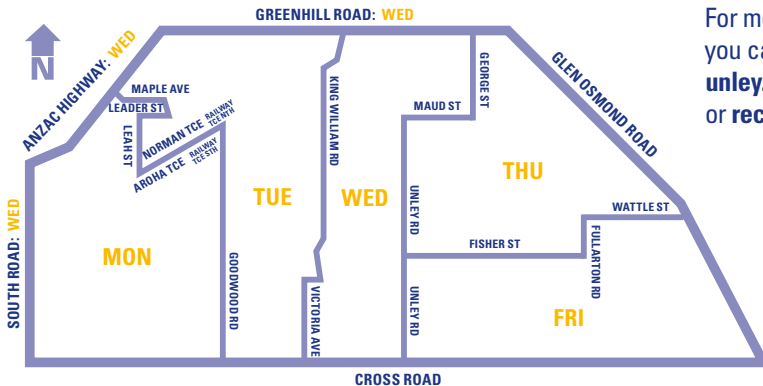 GREENHILL ROAD: WED
For mo
you ca
unley.
or rec
N
ANZAC HIGHWAY: WED
MAPLE AVE
LEADER ST
LEAH ST
NORMAN TCE
RAILWAY
TCE NTH
AROHA TCE
RAILWAY
TCE STH
KING WILLIAM RD
GEORGE ST
MAUD ST
GLEN OSMOND ROAD
SOUTH ROAD: WED
MON
TUE
WED
THU
UNLEY RD
WATTLE ST
FISHER ST
FULLARTON RD
GOODWOOD RD
VICTORIA AVE
UNLEY RD
FRI
CROSS ROAD